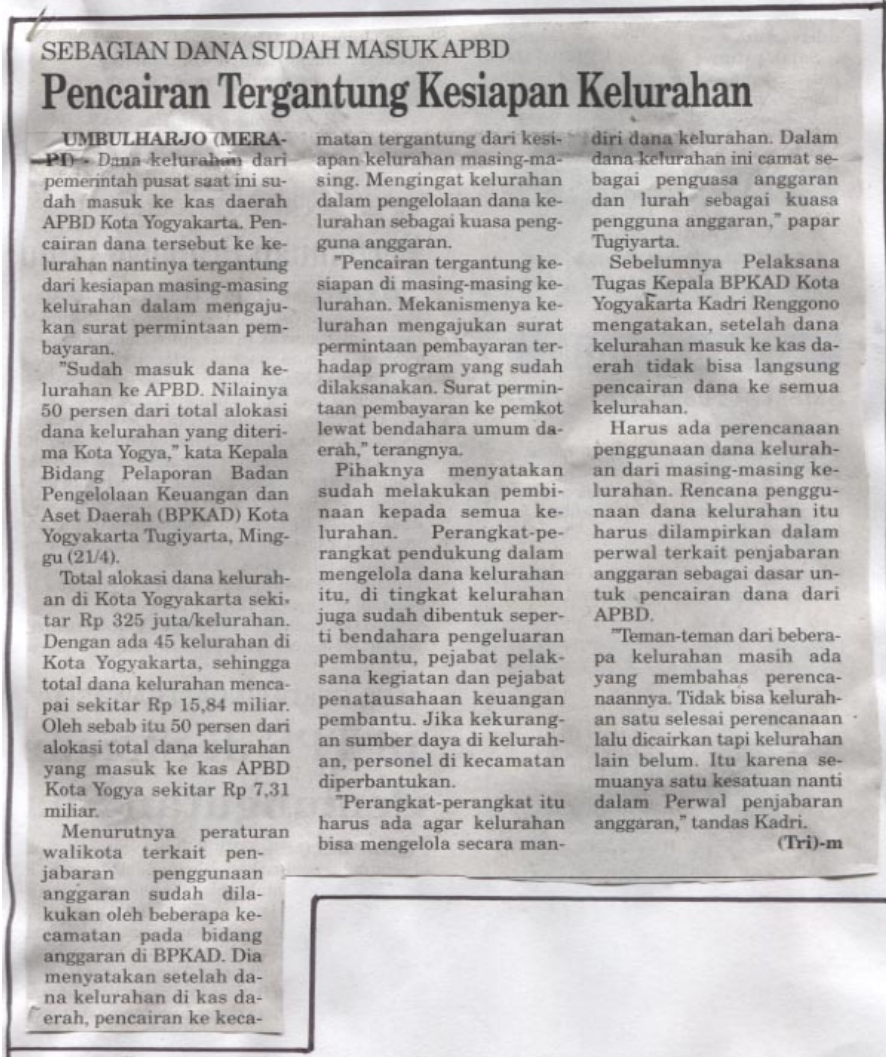 SEBAGIAN DANA SUDAH MASUK APBD
Pencairan Tergantung Kesiapan Kelurahan
UMBULHARJO (MERA-
PI) - Dana kelurahan dari
pemerintah pusat saat ini su-
dah masuk ke kas daerah
APBD Kota Yogyakarta. Pen-
cairan dana tersebut ke ke-
lurahan nantinya tergantung
dari kesiapan masing-masing
kelurahan dalam mengaju-
kan surat permintaan pem-
bayaran.
"Sudah masuk dana ke-
lurahan ke APBD. Nilainya
50 persen dari total alokasi
dana kelurahan yang diteri-
ma Kota Yogya," kata Kepala
Bidang Pelaporan Badan
Pengelolaan Keuangan dan
Aset Daerah (BPKAD) Kota
Yogyakarta Tugiyarta, Ming-
gu (21/4).
Total alokasi dana kelurah-
an di Kota Yogyakarta seki-
tar Rp 325 juta/kelurahan.
Dengan ada 45 kelurahan di
Kota Yogyakarta, sehingga
total dana kelurahan menca-
pai sekitar Rp 15,84 miliar.
Oleh sebab itu 50 persen dari
alokasi total dana kelurahan
yang masuk ke kas APBD
Kota Yogya sekitar Rp 7,31
miliar.
Menurutnya peraturan
walikota terkait pen-
jabaran penggunaan
anggaran sudah dila-
kukan oleh beberapa ke-
camatan pada bidang
anggaran di BPKAD. Dia
menyatakan setelah da-
na kelurahan di kas da-
erah, pencairan ke keca-
matan tergantung dari kesi-
apan kelurahan masing-ma-
sing. Mengingat kelurahan
dalam pengelolaan dana ke-
lurahan sebagai kuasa peng-
guna anggaran.
"Pencairan tergantung ke-
siapan di masing-masing ke-
lurahan. Mekanismenya ke-
lurahan mengajukan surat
permintaan pembayaran ter-
hadap program yang sudah
dilaksanakan. Surat permin-
taan pembayaran ke pemkot
lewat bendahara umum da-
erah," terangnya.
Pihaknya menyatakan
sudah melakukan pembi-
naan kepada semua ke-
lurahan. Perangkat-pe-
rangkat pendukung dalam
mengelola dana kelurahan
itu, di tingkat kelurahan
juga sudah dibentuk seper-
ti bendahara pengeluaran
pembantu, pejabat pelak-
sana kegiatan dan pejabat
penatausahaan keuangan
pembantu. Jika kekurang-
an sumber daya di kelurah-
an, personel di kecamatan
diperbantukan.
"Perangkat-perangkat itu
harus ada agar kelurahan
bisa mengelola secara man-
diri dana kelurahan. Dalam
dana kelurahan ini camat se-
bagai penguasa anggaran
dan lurah sebagai kuasa
pengguna anggaran," papar
Tugiyarta.
Sebelumnya Pelaksana
Tugas Kepala BPKAD Kota
Yogyakarta Kadri Renggono
mengatakan, setelah dana
kelurahan masuk ke kas da-
erah tidak bisa langsung
pencairan dana ke semua
kelurahan.
Harus ada perencanaan
penggunaan dana kelurah-
an dari masing-masing ke-
lurahan. Rencana penggu-
naan dana kelurahan itu
harus dilampirkan dalam
perwal terkait penjabaran
anggaran sebagai dasar un-
tuk pencairan dana dari
APBD.
"Teman-teman dari bebera-
pa kelurahan masih ada
yang membahas perenca-
naannya. Tidak bisa kelurah-
an satu selesai perencanaan
lalu dicairkan tapi kelurahan
lain belum. Itu karena se-
muanya satu kesatuan nanti
dalam Perwal penjabaran
anggaran," tandas Kadri.
(Tri)-m